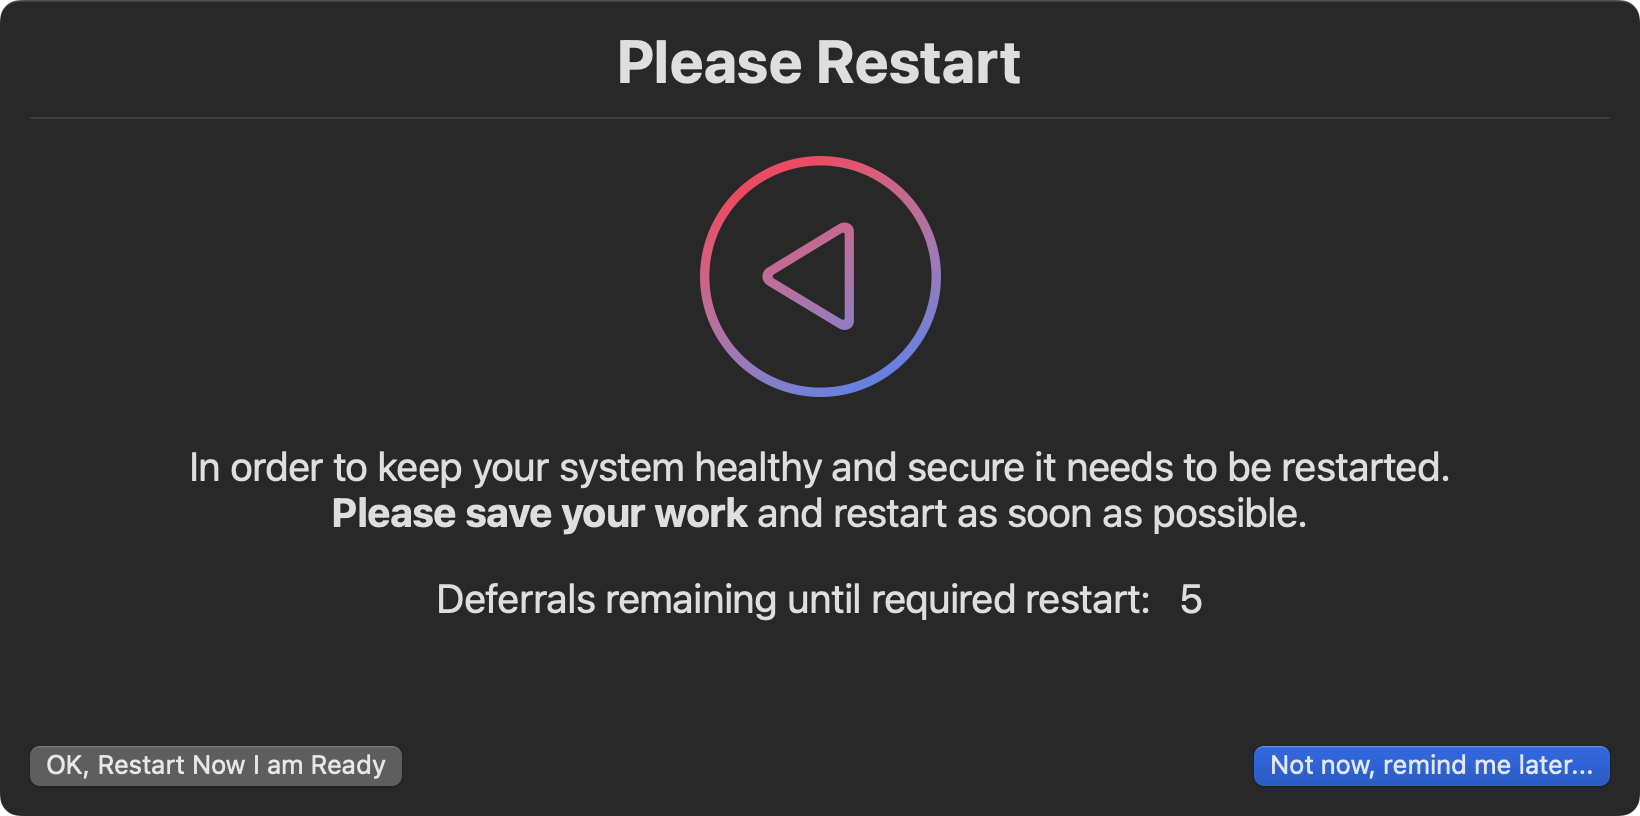 Please Restart
In order to keep your system healthy and secure it needs to be restarted.
Please save your work and restart as soon as possible.
Deferrals remaining until required restart: 5
OK, Restart Now I am Ready
Not now, remind me later...